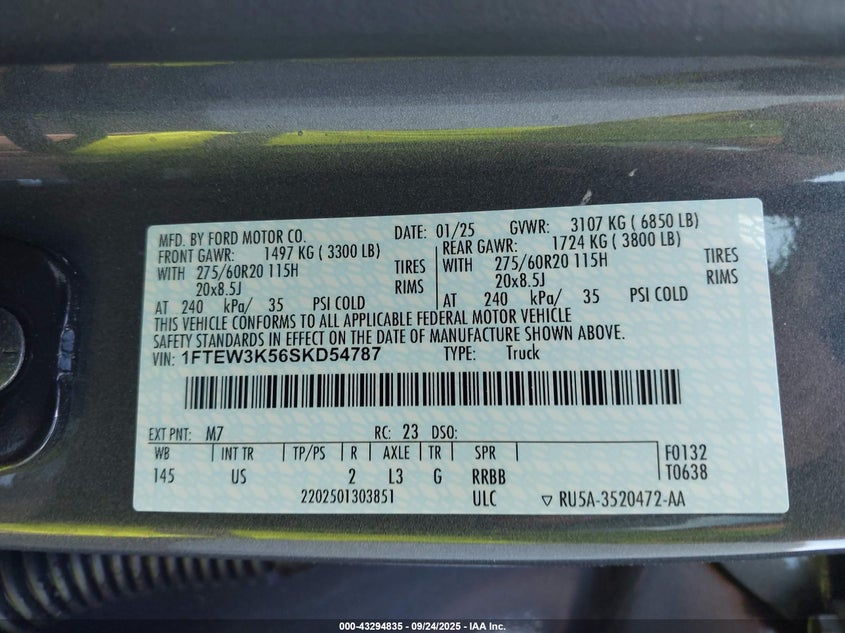 MFD. BY FORD MOTOR CO. DATE: 01/25 GVWR: 3107 KG ( 6850 LB)
FRONT GAWR: 1497 KG ( 3300 LB) REAR GAWR: 1724 KG ( 3800 LB)
WITH 275/60R20 115H TIRES WITH 275/60R20 115H TIRES
20x8.5J RIMS 20x8.5J RIMS
AT 240 kPa/ 35 PSI COLD AT 240 kPa/ 35 PSI COLD
THIS VEHICLE CONFORMS TO ALL APPLICABLE FEDERAL MOTOR VEHICLE
SAFETY STANDARDS IN EFFECT ON THE DATE OF MANUFACTURE SHOWN ABOVE.
VIN: 1FTEW3K56SKD54787 TYPE: Truck
EXT PNT: M7 RC: 23 DSO:
WB INT TR TP/PS R AXLE TR SPR F0132
145 US 2 L3 G RRBB T0638
2202501303851 ULC ▽ RU5A-3520472-AA
000-43294835 - 09/24/2025 - IAA Inc.